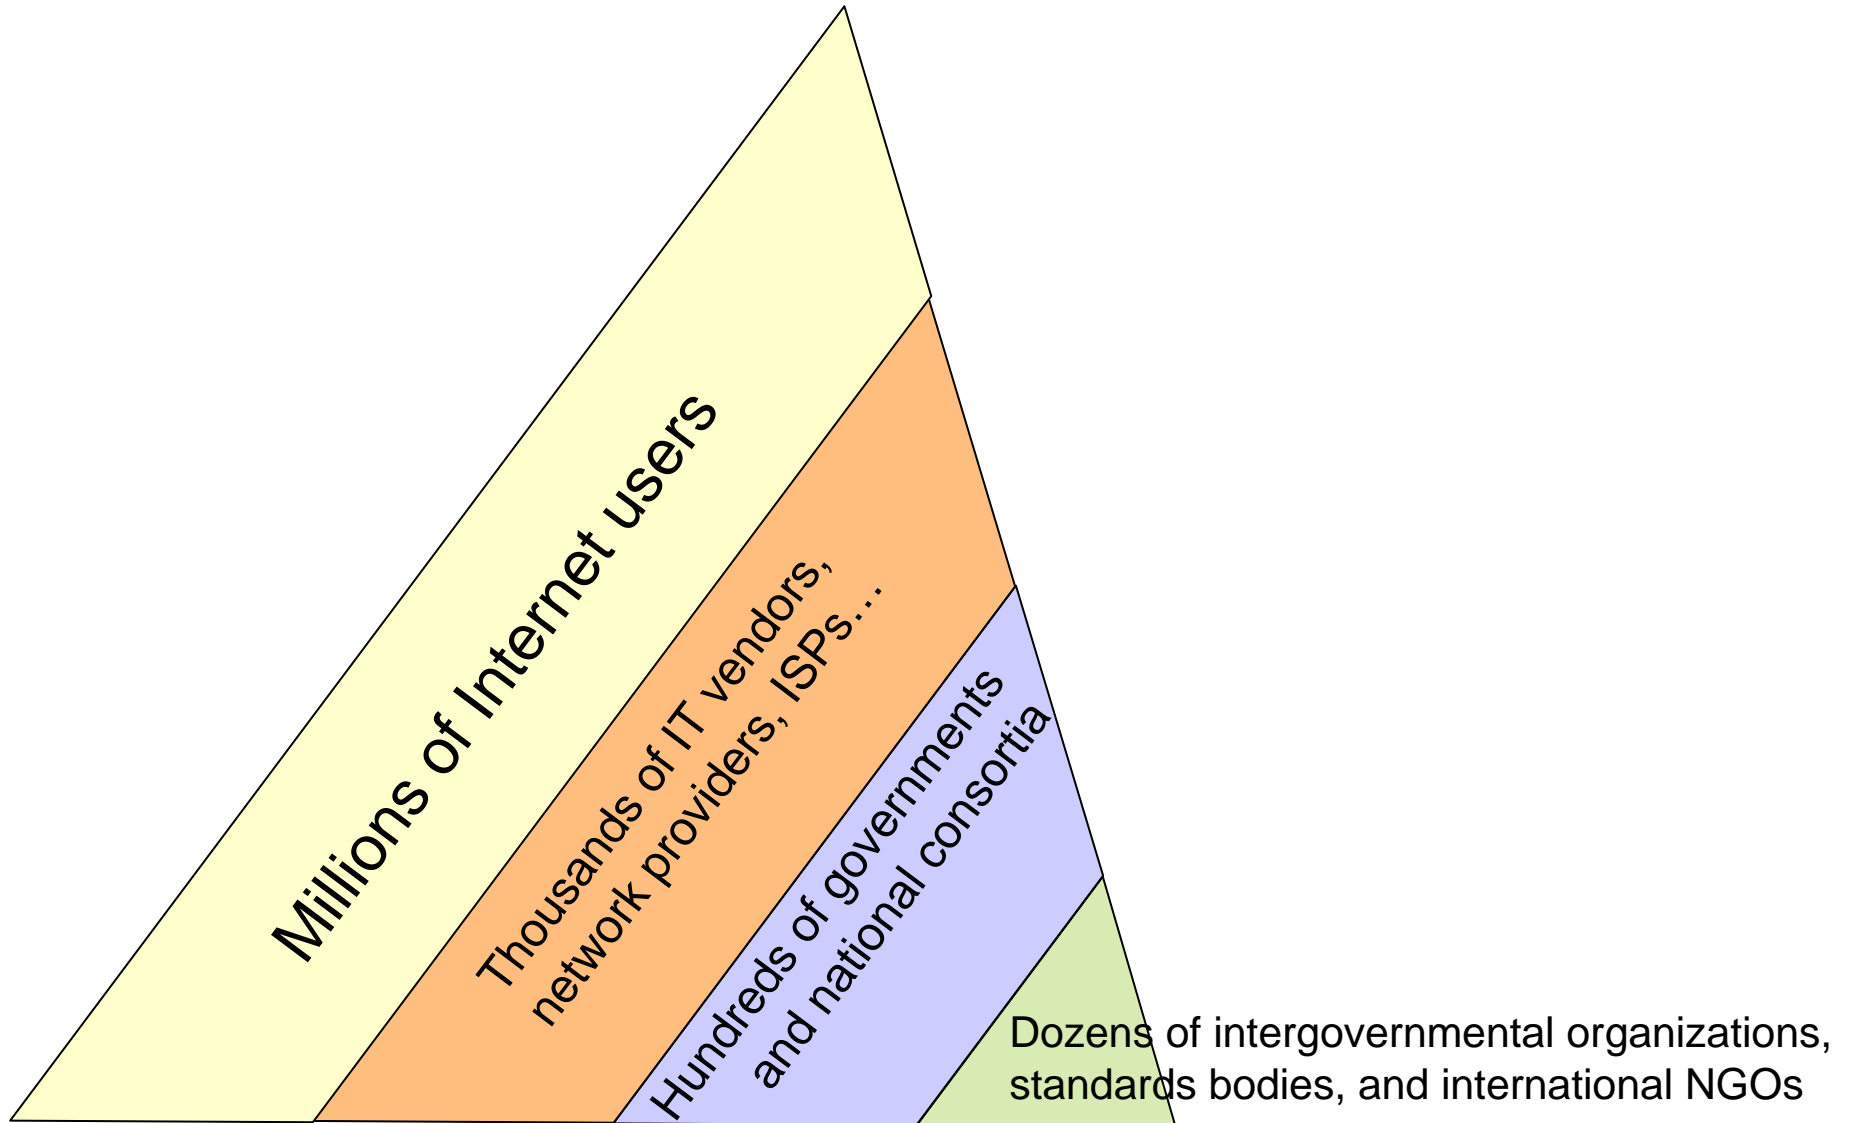 Millions of Internet users
Thousands of IT vendors,
network providers, ISPs…
Hundreds of governments
and national consortia
Dozens of intergovernmental organizations,
standards bodies, and international NGOs